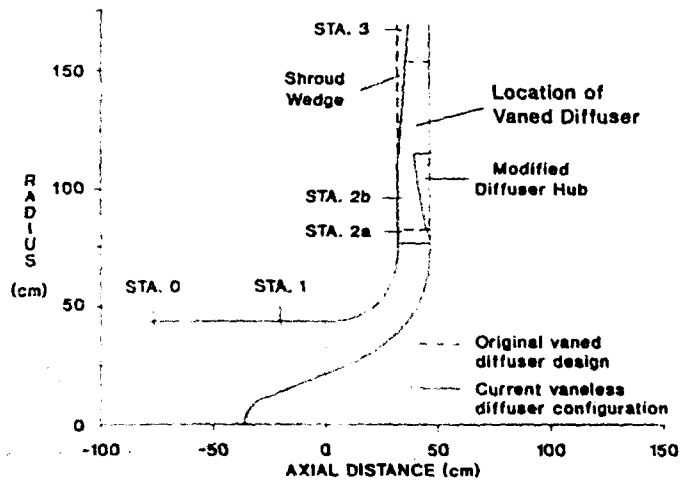 STA. 3
150
Shroud
Wedge
Location of
Vaned Diffuser
Modified
Diffuser Hub
100
STA. 2b
STA. 2a
RADIUS
(cm)
STA. 0
STA. 1
50
Original vaned
diffuser design
Current vaneless
diffuser configuration
0
-100
-50
0
50
100
150
AXIAL DISTANCE (cm)